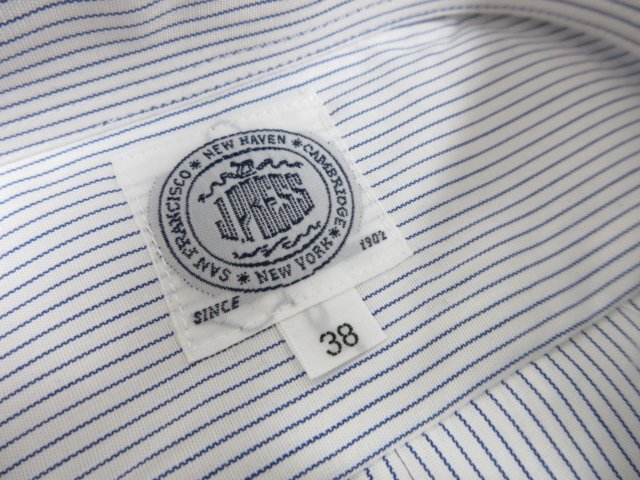 SAN FRANCISCO * NEW HAVEN * CAMBRIDGE * NEW YORK *
J.PRESS
SINCE 1902
38